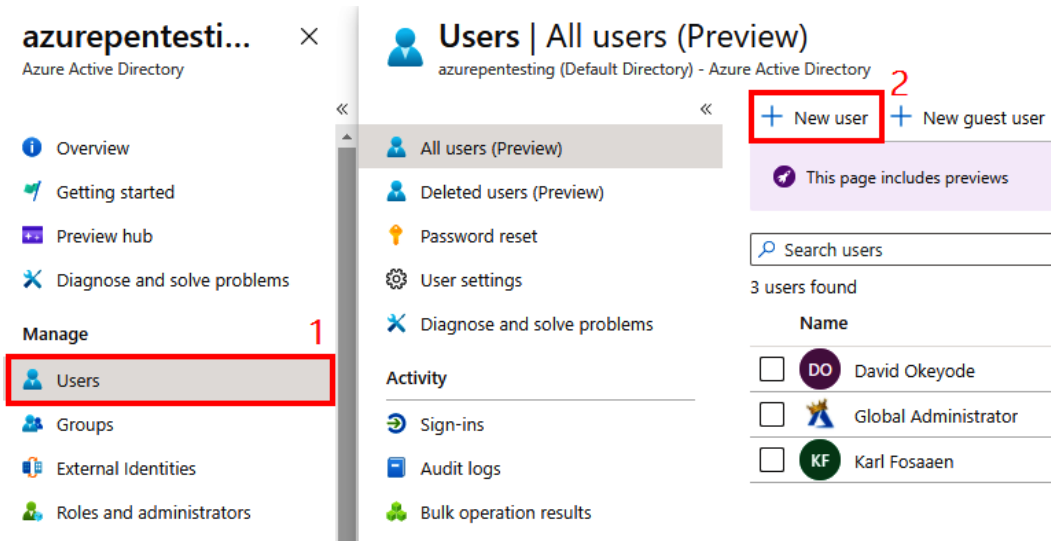 azurepentesti...
Azure Active Directory
Overview
Getting started
Preview hub
Diagnose and solve problems
Manage
1
Users
Groups
External Identities
Roles and administrators
Users | All users (Preview)
azurepentesting (Default Directory) - Azure Active Directory
All users (Preview)
Deleted users (Preview)
Password reset
User settings
Diagnose and solve problems
Activity
Sign-ins
Audit logs
Bulk operation results
2
New user New guest user
This page includes previews
Search users
3 users found
Name
DO David Okeyode
Global Administrator
KF Karl Fosaaen